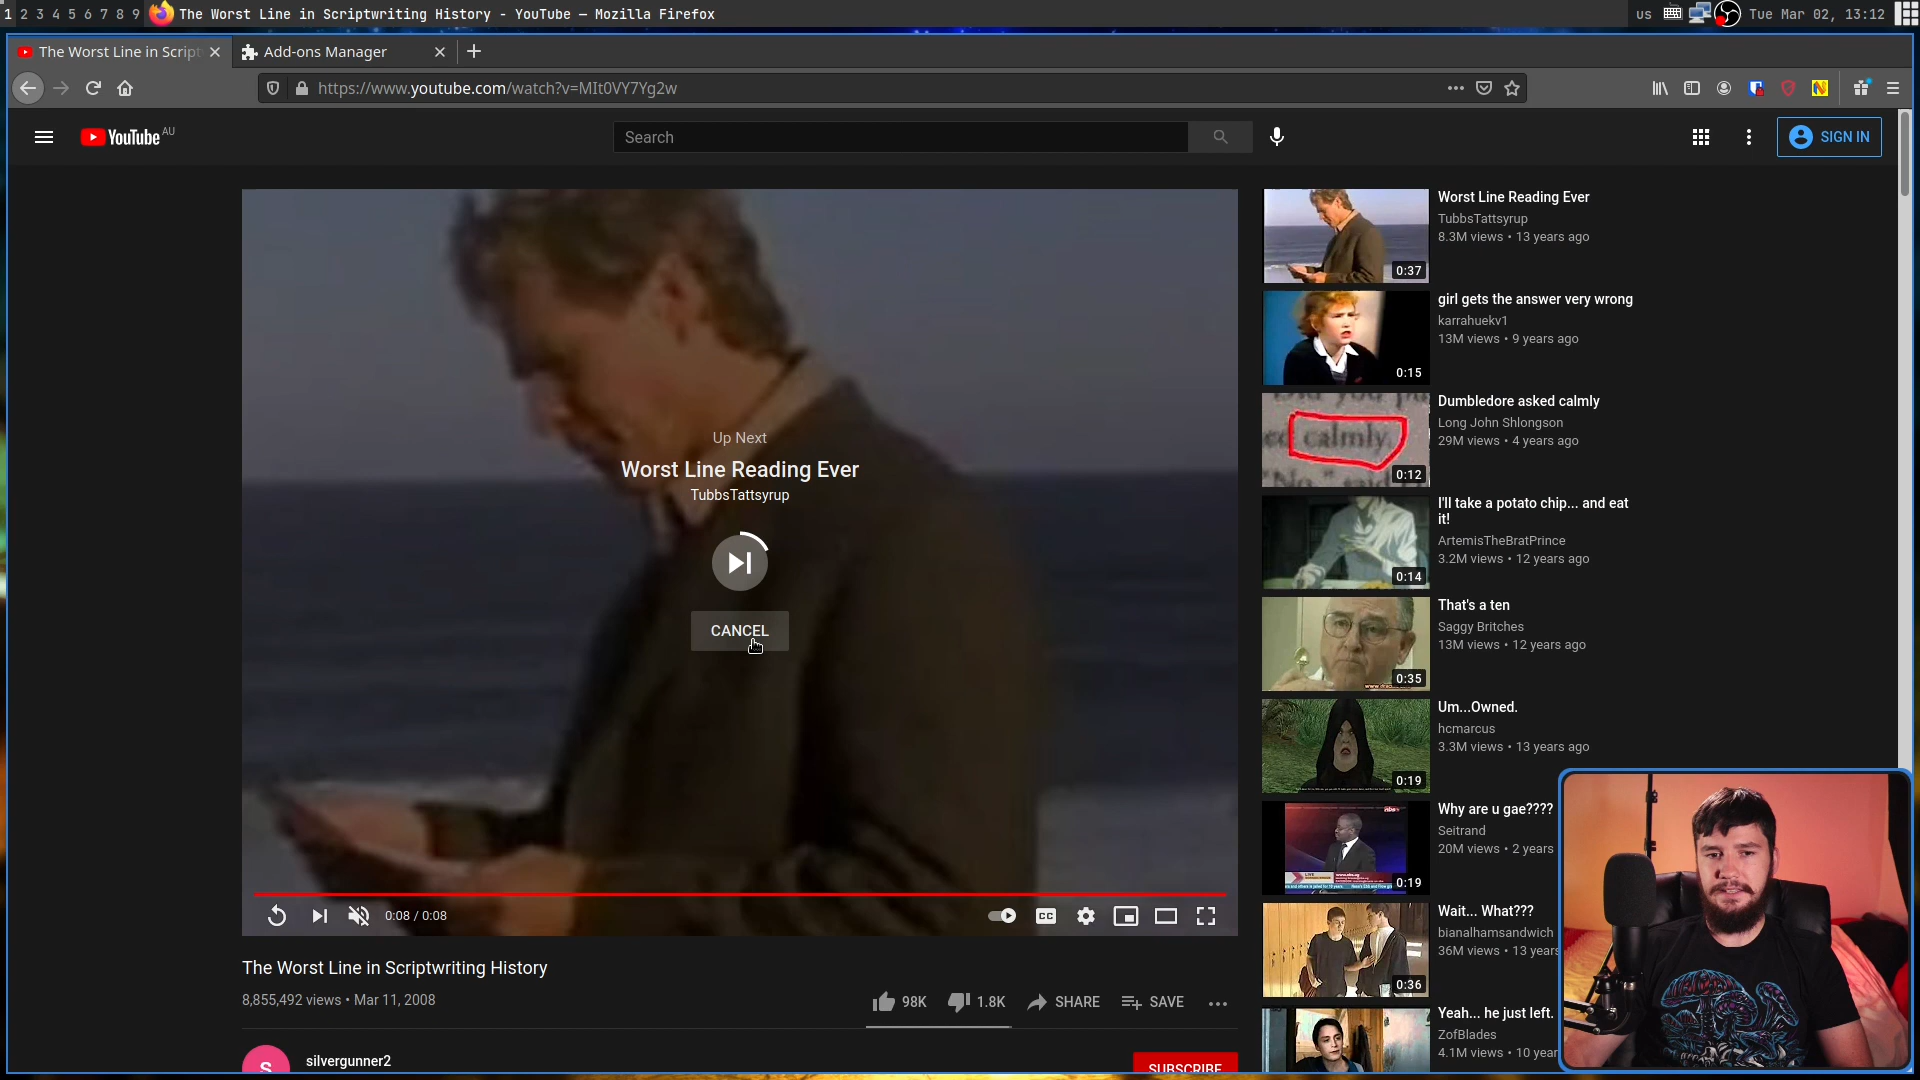 1 2 3 4 5 6 7 8 9 The Worst Line in Scriptwriting History - YouTube — Mozilla Firefox
us Tue Mar 02, 13:12
The Worst Line in Script
Add-ons Manager
https://www.youtube.com/watch?v=MIt0VY7Yg2w
YouTube AU
Search
SIGN IN
Up Next
Worst Line Reading Ever
TubbsTattsyrup
CANCEL
0:08 / 0:08
CC
The Worst Line in Scriptwriting History
8,855,492 views • Mar 11, 2008
98K
1.8K
SHARE
SAVE
S
silvergunner2
SUBSCRIBE
0:37
Worst Line Reading Ever
TubbsTattsyrup
8.3M views • 13 years ago
0:15
girl gets the answer very wrong
karrahuekv1
13M views • 9 years ago
calmly
0:12
Dumbledore asked calmly
Long John Shlongson
29M views • 4 years ago
0:14
I'll take a potato chip... and eat
it!
ArtemisTheBratPrince
3.2M views • 12 years ago
0:35
That's a ten
Saggy Britches
13M views • 12 years ago
0:19
Um...Owned.
hcmarcus
3.3M views • 13 years ago
0:19
Why are u gae????
Seitrand
20M views • 2 years
0:36
Wait... What???
bianalhamsandwich
36M views • 13 years
Yeah... he just left.
ZofBlades
4.1M views • 10 year